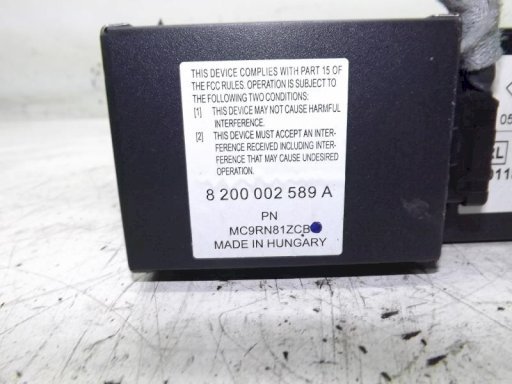 THIS DEVICE COMPLIES WITH PART 15 OF
THE FCC RULES. OPERATION IS SUBJECT TO
THE FOLLOWING TWO CONDITIONS:
[1] THIS DEVICE MAY NOT CAUSE HARMFUL
INTERFERENCE.
[2] THIS DEVICE MUST ACCEPT AN INTER-
FERENCE RECEIVED INCLUDING INTER-
FERENCE THAT MAY CAUSE UNDESIRED
OPERATION.
8 200 002 589 A
PN
MC9RN81ZCB
MADE IN HUNGARY
05